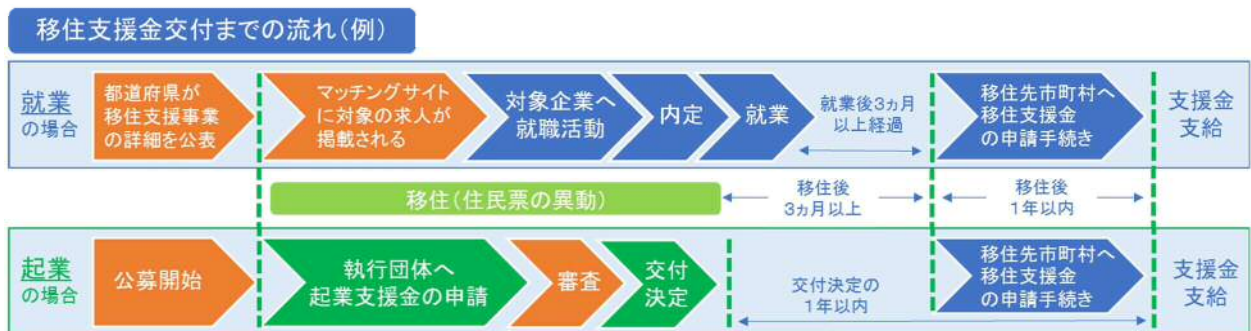 移住支援金交付までの流れ(例)
就業
の場合
都道府県が
移住支援事業
の詳細を公表
マッチングサイト
に対象の求人が
掲載される
対象企業へ
就職活動
内定
就業
就業後3ヵ月
以上経過
移住先市町村へ
移住支援金
の申請手続き
支援金
支給
移住(住民票の異動)
移住後
3ヵ月以上
移住後
1年以内
起業
の場合
公募開始
執行団体へ
起業支援金の申請
審査
交付
決定
交付決定の
1年以内
移住先市町村へ
移住支援金
の申請手続き
支援金
支給